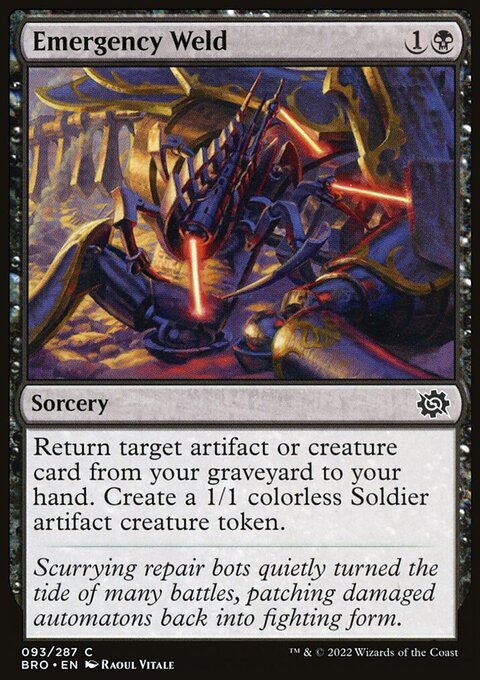 Emergency Weld 1
Sorcery
Return target artifact or creature
card from your graveyard to your
hand. Create a 1/1 colorless Soldier
artifact creature token.
Scurrying repair bots quietly turned the
tide of many battles, patching damaged
automatons back into fighting form.
093/287 C
BRO • EN Raoul Vitale
™ & © 2022 Wizards of the Coast